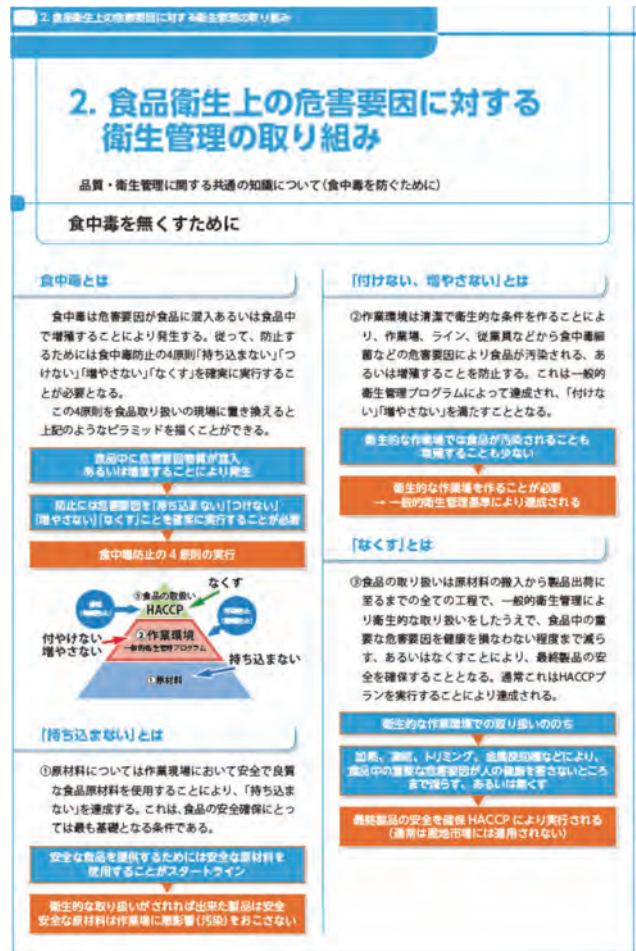 2. 食品衛生上の危害要因に対する衛生管理の取り組み
2. 食品衛生上の危害要因に対する
衛生管理の取り組み
品質・衛生管理に関する共通の知識について(食中毒を防ぐために)
食中毒を無くすために
食中毒とは
食中毒は危害要因が食品に混入あるいは食品中
で増殖することにより発生する。従って、防止す
るためには食中毒防止の4原則「持ち込まない」「つ
けない」「増やさない」「なくす」を確実に実行するこ
とが必要となる。
この4原則を食品取り扱いの現場に置き換えると
上記のようなピラミッドを描くことができる。
食品中に危害要因物質が混入
あるいは増殖することにより発生
防止には危害要因を「持ち込まない」「つけない」
「増やさない」「なくす」ことを確実に実行することが必要
食中毒防止の4原則の実行
なくす
③食品の取扱い
HACCP
付やけない
増やさない
②作業環境
一般的衛生管理プログラム
持ち込まない
①原材料
「持ち込まない」とは
①原材料については作業現場において安全で良質
な食品原材料を使用することにより、「持ち込ま
ない」を達成する。これは、食品の安全確保にとっ
ては最も基礎となる条件である。
安全な食品を提供するためには安全な原材料を
使用することがスタートライン
衛生的な取り扱いがされれば出来た製品は安全
安全な原材料は作業場に悪影響(汚染)をおこさない
「付けない、増やさない」とは
②作業環境は清潔で衛生的な条件を作ることによ
り、作業場、ライン、従業員などから食中毒細
菌などの危害要因により食品が汚染される、あ
るいは増殖することを防止する。これは一般的
衛生管理プログラムによって達成され、「付けな
い」「増やさない」を満たすこととなる。
衛生的な作業場では食品が汚染されることも
増殖することも少ない
衛生的な作業場を作ることが必要
→ 一般的衛生管理基準により達成される
「なくす」とは
③食品の取り扱いは原材料の搬入から製品出荷に
至るまでの全ての工程で、一般的衛生管理によ
り衛生的な取り扱いをしたうえで、食品中の重
要な危害要因を健康を損なわない程度まで減ら
す、あるいはなくすことにより、最終製品の安
全を確保することとなる。通常これはHACCPプ
ランを実行することにより達成される。
衛生的な作業環境での取り扱いののち
加熱、凍結、トリミング、金属探知機などにより、
食品中の重要な危害要因が人の健康を害さないところ
まで減らす、あるいは無くす
最終製品の安全を確保 HACCP により実行される
(通常は産地市場には適用されない)